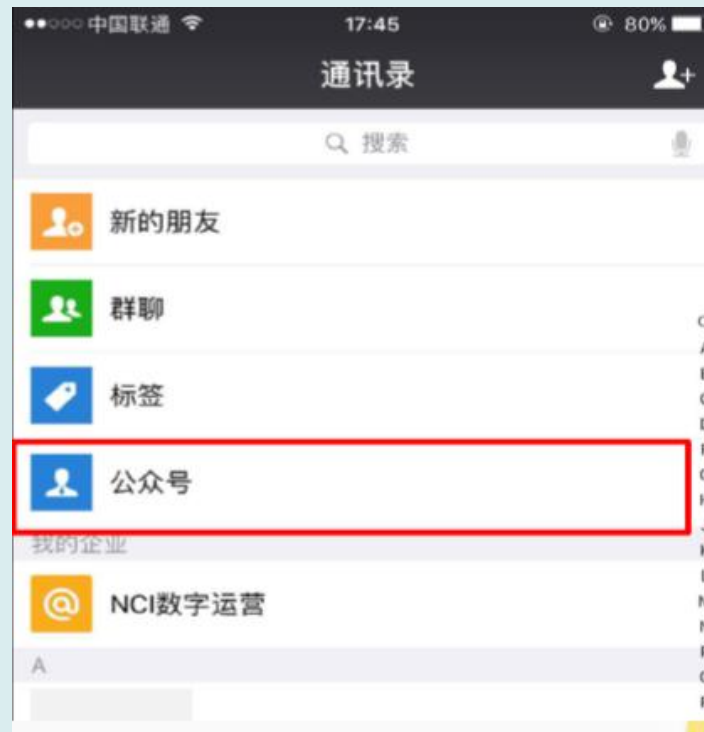 中国联通 17:45 80%
通讯录
搜索
新的朋友
群聊
标签
公众号
我的企业
NCI数字运营
A